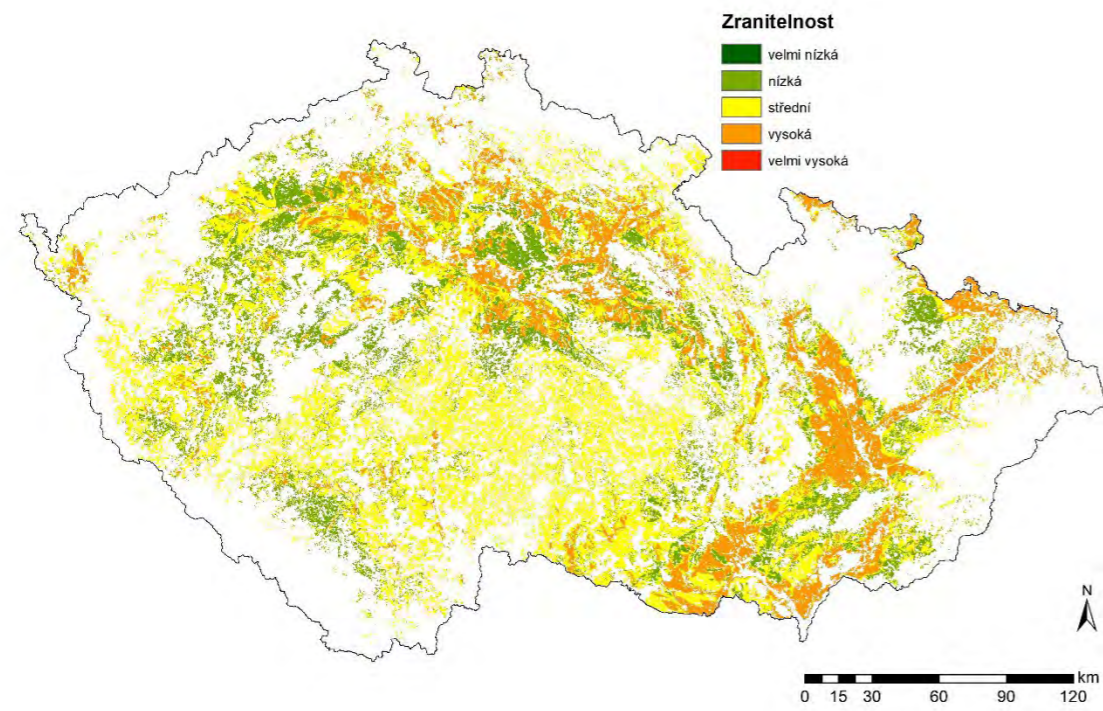 Zranitelnost
velmi nízká
nízká
střední
vysoká
velmi vysoká
N
km
0 15 30 60 90 120